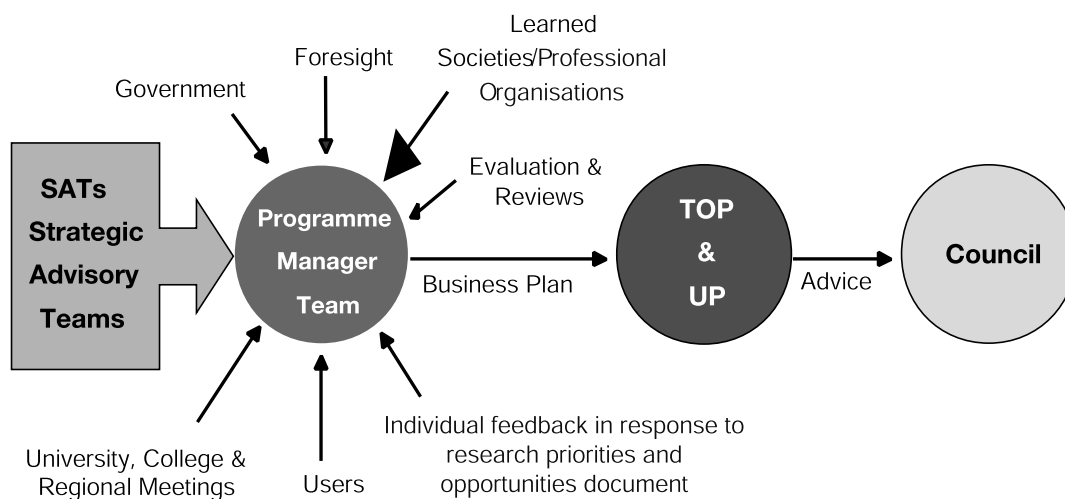 Learned
Societies/Professional
Organisations
Foresight
Government
Evaluation &
Reviews
SATs
Strategic
Advisory
Teams
Programme
Manager
Team
Business Plan
TOP
&
UP
Advice
Council
University, College &
Regional Meetings
Users
Individual feedback in response to
research priorities and
opportunities document